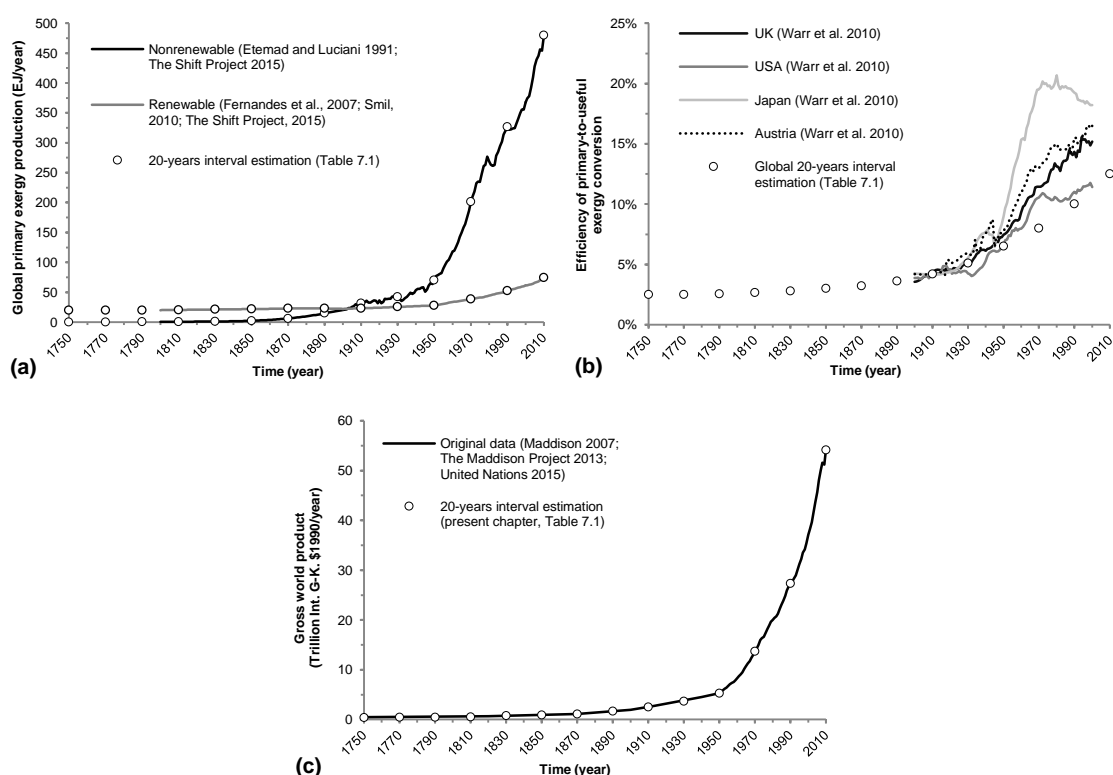 Global primary exergy production (EJ/year)
500
450
400
350
300
250
200
150
100
50
0
Nonrenewable (Etemad and Luciani 1991;
The Shift Project 2015)
Renewable (Fernandes et al., 2007; Smil,
2010; The Shift Project, 2015)
20-years interval estimation (Table 7.1)
1750
1770
1790
1810
1830
1850
1870
1890
1910
1930
1950
1970
1990
2010
Time (year)
(a)
Efficiency of primary-to-useful
exergy conversion
25%
20%
15%
10%
5%
0%
UK (Warr et al. 2010)
USA (Warr et al. 2010)
Japan (Warr et al. 2010)
Austria (Warr et al. 2010)
Global 20-years interval
estimation (Table 7.1)
1750
1770
1790
1810
1830
1850
1870
1890
1910
1930
1950
1970
1990
2010
Time (year)
(b)
Gross world product
(Trillion Int. G-K. $1990/year)
60
50
40
30
20
10
0
Original data (Maddison 2007;
The Maddison Project 2013;
United Nations 2015)
20-years interval estimation
(present chapter, Table 7.1)
1750
1770
1790
1810
1830
1850
1870
1890
1910
1930
1950
1970
1990
2010
Time (year)
(c)